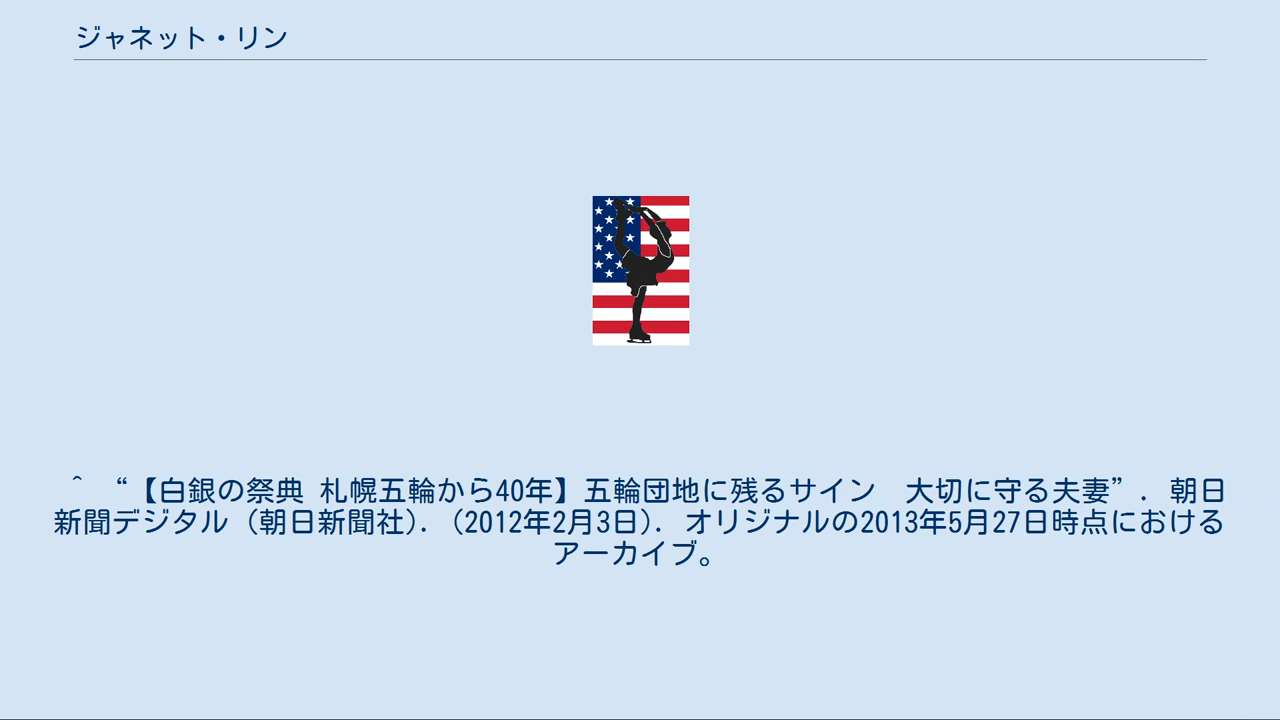 ジャネット・リン
^ “【白銀の祭典 札幌五輪から40年】五輪団地に残るサイン　大切に守る夫妻”. 朝日
新聞デジタル (朝日新聞社). (2012年2月3日). オリジナルの2013年5月27日時点における
アーカイブ。